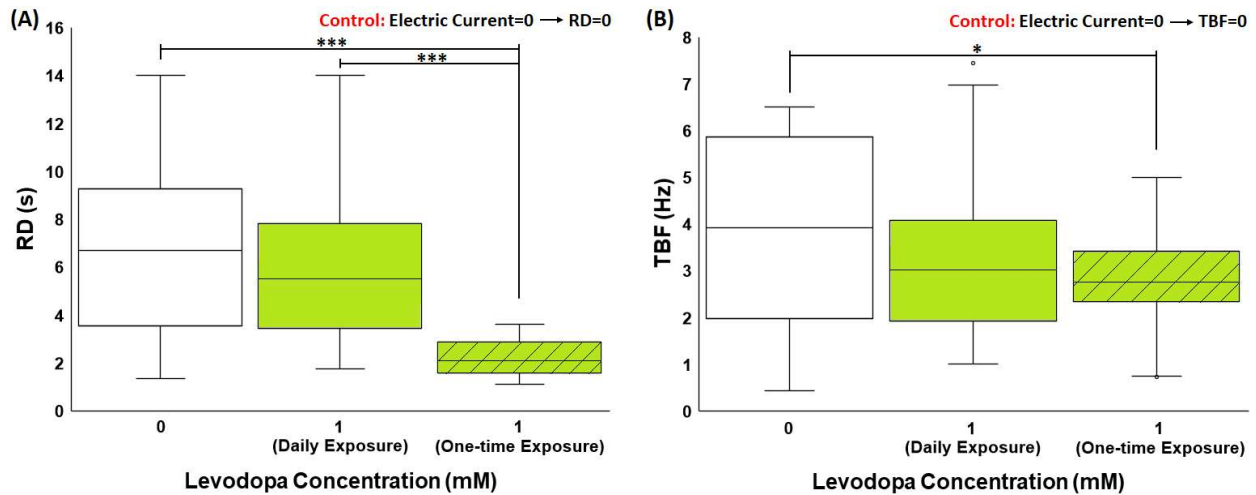 (A)
Control: Electric Current=0 → RD=0
16
14
12
10
8
6
4
2
0
RD (s)
***
***
0
1
(Daily Exposure)
1
(One-time Exposure)
Levodopa Concentration (mM)
(B)
Control: Electric Current=0 → TBF=0
8
7
6
5
4
3
2
1
0
TBF (Hz)
*
0
1
(Daily Exposure)
1
(One-time Exposure)
Levodopa Concentration (mM)